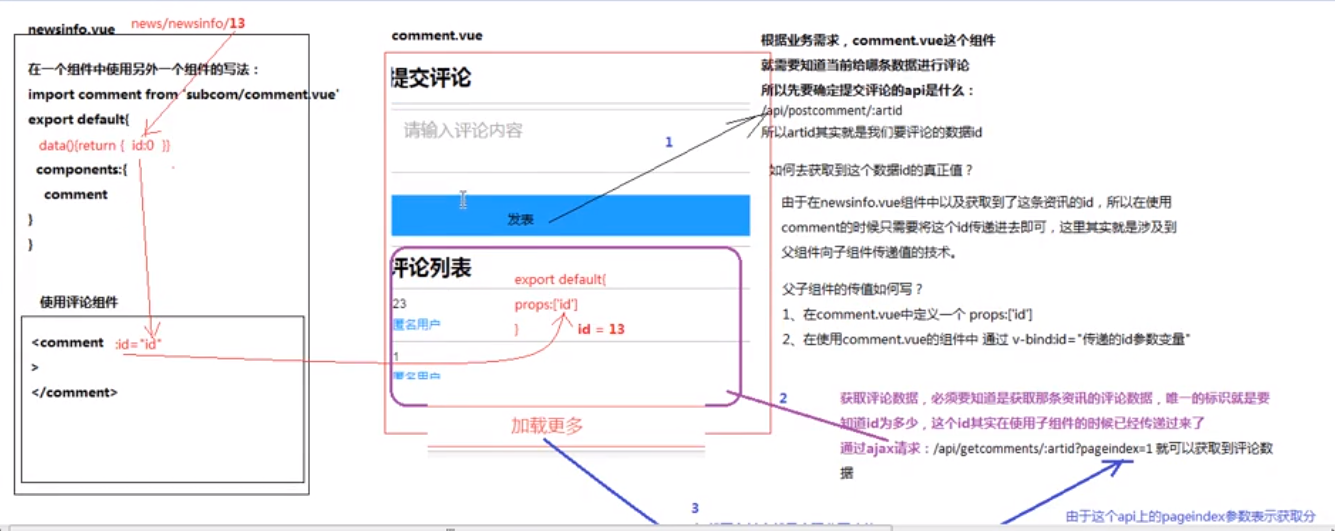 newsinfo.vue
news/newsinfo/13
在一个组件中使用另外一个组件的写法：
import comment from 'subcom/comment.vue'
export default{
data(){return { id:0 }}
components:{
comment
}
}
使用评论组件
<comment :id="id"
>
</comment>
comment.vue
提交评论
请输入评论内容
1
发表
评论列表
23
匿名用户
1
匿名用户
export default{
props:['id']
}
id = 13
加载更多
根据业务需求，comment.vue这个组件
就需要知道当前给哪条数据进行评论
所以先要确定提交评论的api是什么：
/api/postcomment/:artid
所以artid其实就是我们要评论的数据id
如何去获取到这个数据id的真正值？
由于在newsinfo.vue组件中以及获取到了这条资讯的id，所以在使用
comment的时候只需要将这个id传递进去即可，这里其实就是涉及到
父组件向子组件传递值的技术。
父子组件的传值如何写？
1、在comment.vue中定义一个 props:['id']
2、在使用comment.vue的组件中 通过 v-bind:id="传递的id参数变量"
2
获取评论数据，必须要知道是获取那条资讯的评论数据，唯一的标识就是要
知道id为多少，这个id其实在使用子组件的时候已经传递过来了
通过ajax请求：/api/getcomments/:artid?pageindex=1 就可以获取到评论数
据
3
由于这个api上的pageindex参数表示获取分